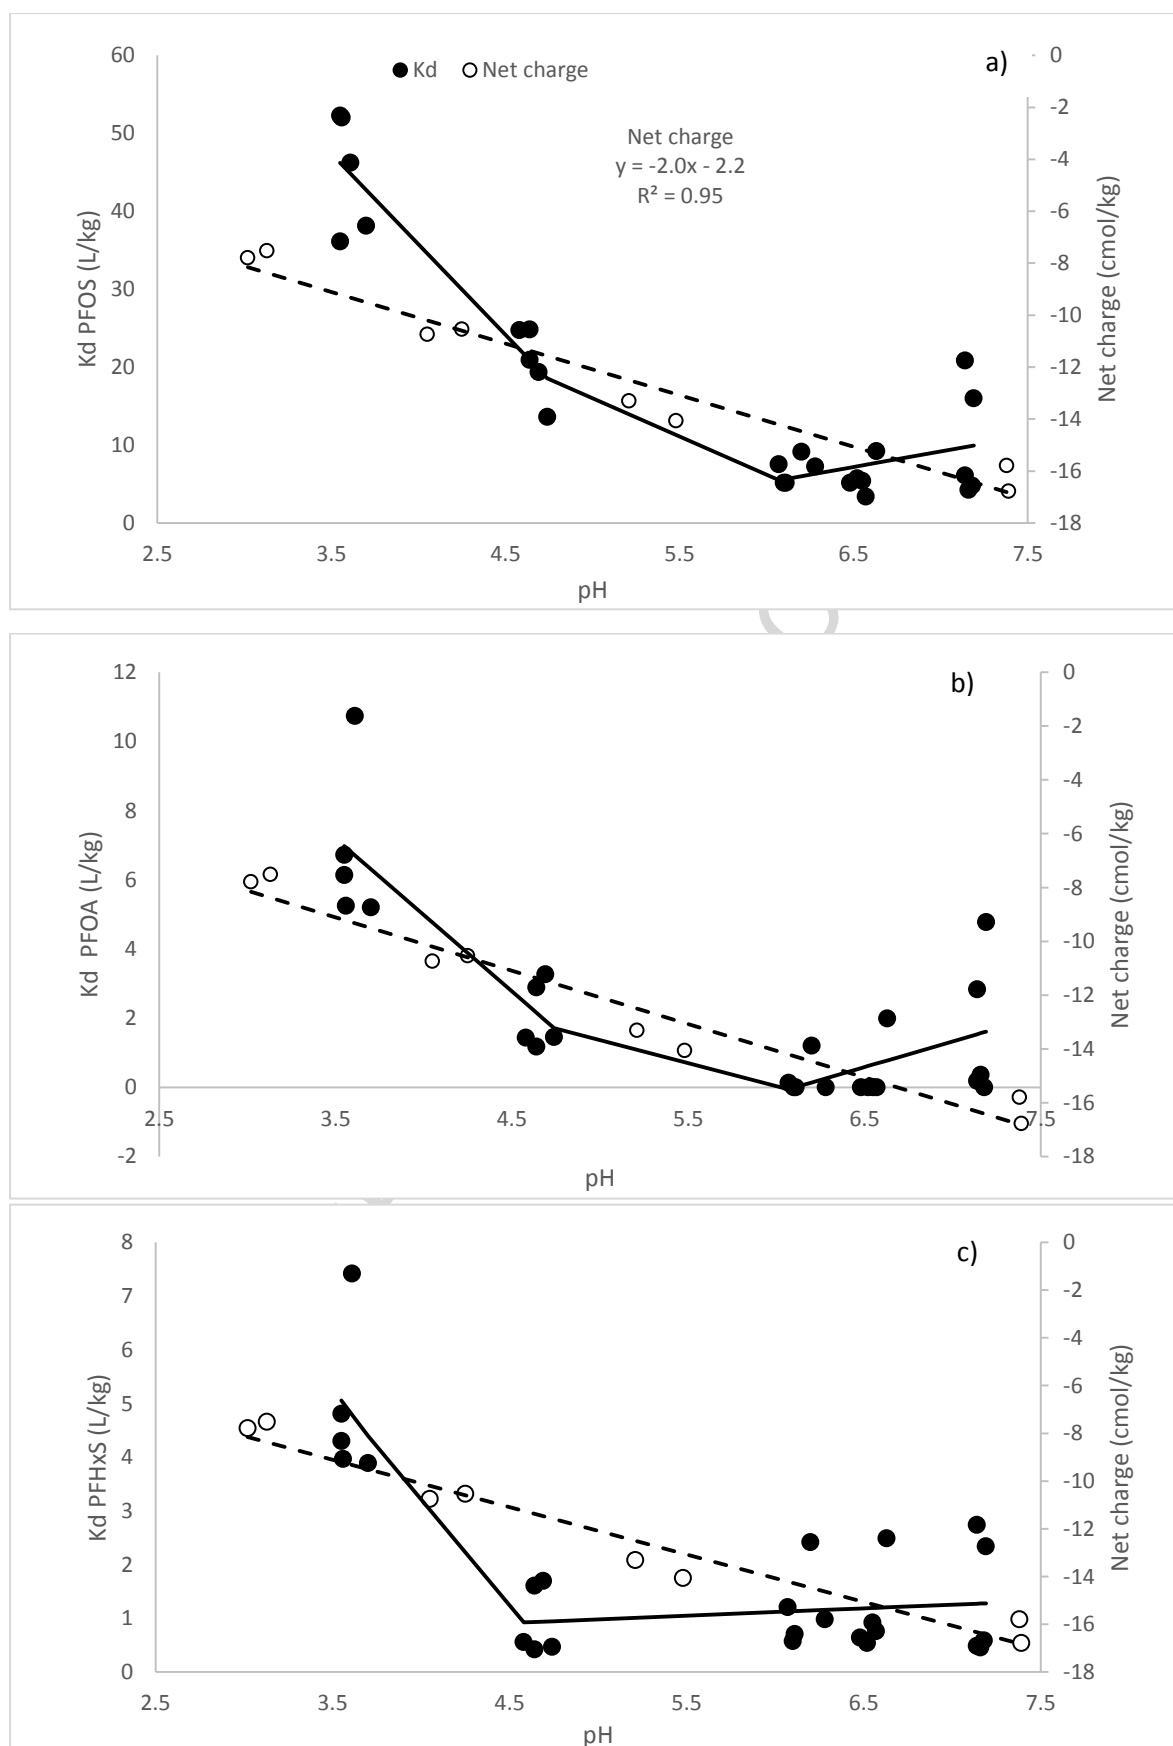 a)
Kd Net charge
Net charge
y = -2.0x - 2.2
R² = 0.95
Kd PFOS (L/kg)
60
50
40
30
20
10
0
0
-2
-4
-6
-8
-10
-12
-14
-16
-18
Net charge (cmol/kg)
2.5 3.5 4.5 5.5 6.5 7.5
pH
b)
Kd PFOA (L/kg)
12
10
8
6
4
2
0
-2
0
-2
-4
-6
-8
-10
-12
-14
-16
-18
Net charge (cmol/kg)
2.5 3.5 4.5 5.5 6.5 7.5
pH
c)
Kd PFHxS (L/kg)
8
7
6
5
4
3
2
1
0
0
-2
-4
-6
-8
-10
-12
-14
-16
-18
Net charge (cmol/kg)
2.5 3.5 4.5 5.5 6.5 7.5
pH